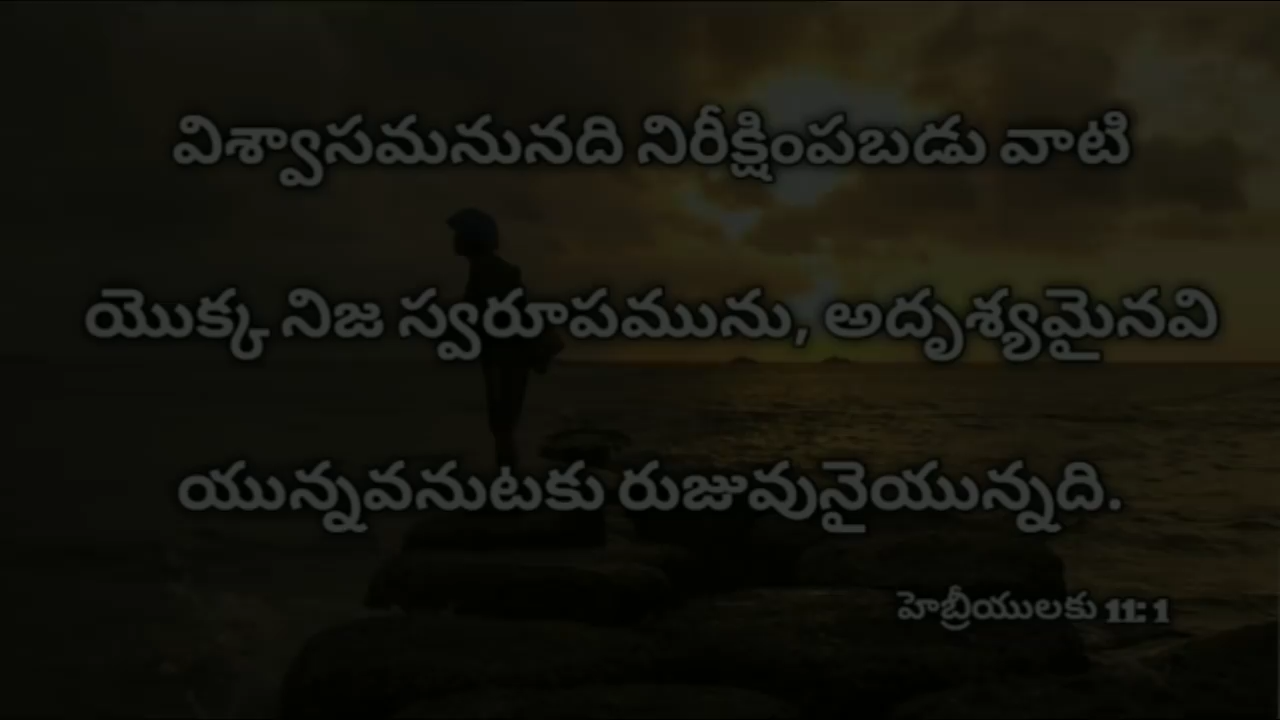 విశ్వాసమనునది నిరీక్షింపబడు వాటి
యొక్క నిజ స్వరూపమును, అదృశ్యమైనవి
యున్నవనుటకు రుజువునైయున్నది.
హెబ్రీయులకు 11: 1